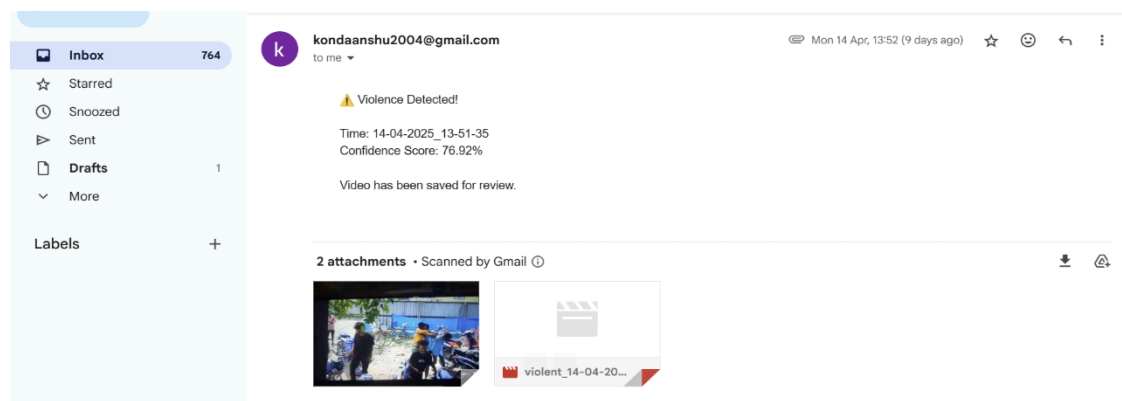 Inbox 764
Starred
Snoozed
Sent
Drafts 1
More
Labels +
k
kondaanshu2004@gmail.com
Mon 14 Apr, 13:52 (9 days ago)
to me
⚠ Violence Detected!
Time: 14-04-2025_13-51-35
Confidence Score: 76.92%
Video has been saved for review.
2 attachments • Scanned by Gmail
violent_14-04-20...